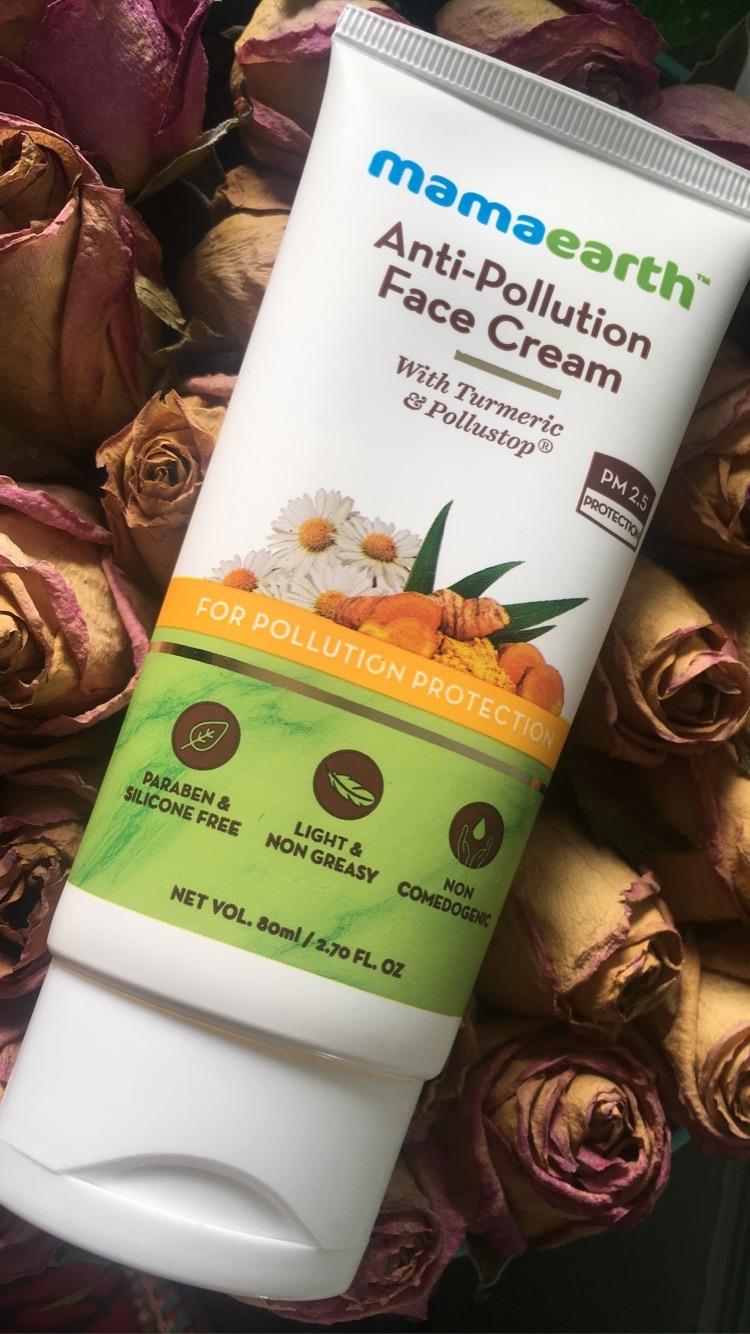 mamaearth™
Anti-Pollution
Face Cream
With Turmeric
& Pollustop®
PM 2.5
PROTECTION
FOR POLLUTION PROTECTION
PARABEN &
SILICONE FREE
LIGHT &
NON GREASY
NON
COMEDOGENIC
NET VOL. 80ml / 2.70 FL. OZ